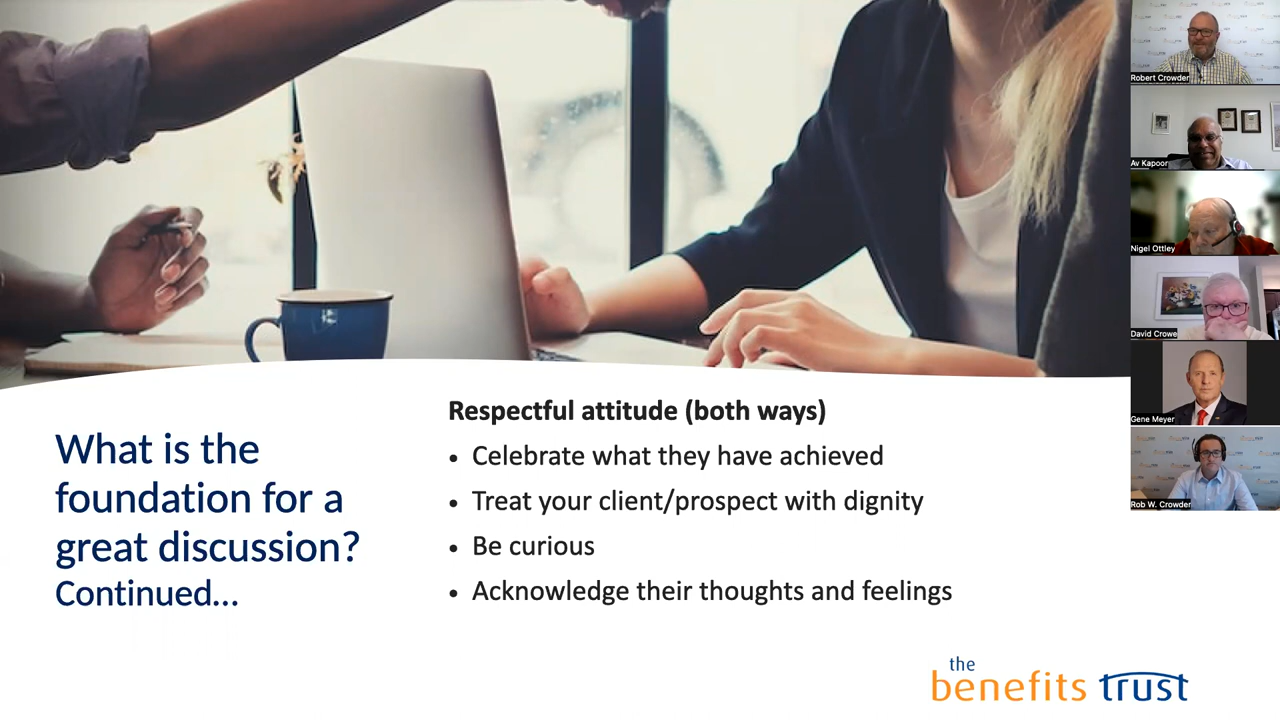 What is the
foundation for a
great discussion?
Continued...
Respectful attitude (both ways)
• Celebrate what they have achieved
• Treat your client/prospect with dignity
• Be curious
• Acknowledge their thoughts and feelings
the
benefits trust
Robert Crowder
Av Kapoor
Nigel Ottley
David Crowe
Gene Meyer
Rob W. Crowder